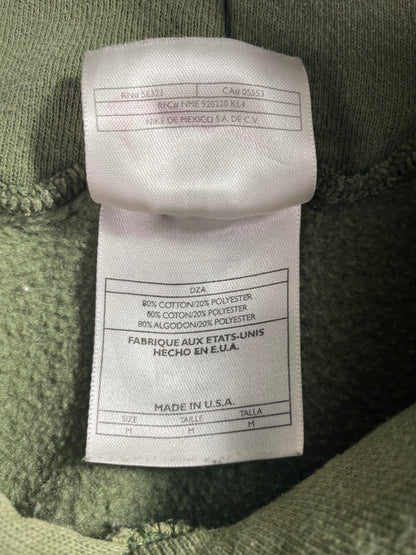 RN# 56323 CA# 05553
R.F.C.# NME 920220 KL4
NIKE DE MEXICO S.A. DE C.V.
DZA
80% COTTON/20% POLYESTER
80% COTON/20% POLYESTER
80% ALGODON/20% POLYESTER
FABRIQUE AUX ETATS-UNIS
HECHO EN E.U.A.
MADE IN U.S.A.
SIZE TAILLE TALLA
M M M